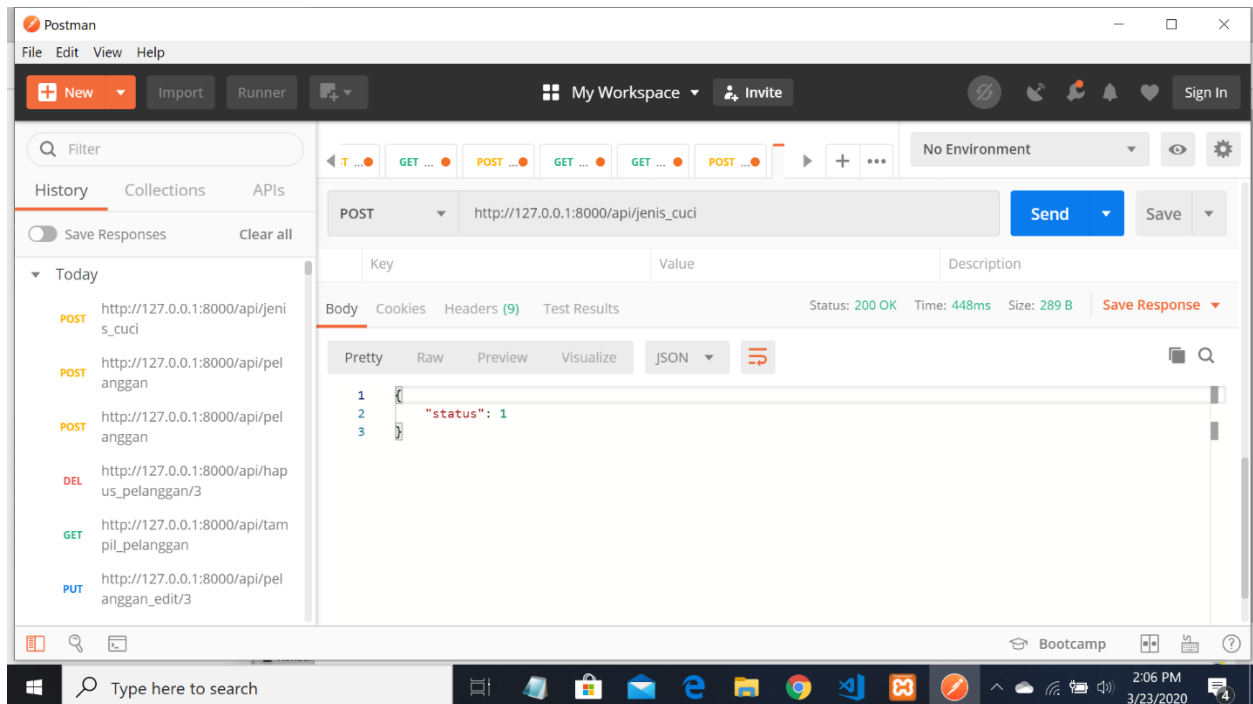 Postman
File Edit View Help
New Import Runner My Workspace Invite Sign In
Filter
History Collections APIs
Save Responses Clear all
Today
POST http://127.0.0.1:8000/api/jeni
s_cuci
POST http://127.0.0.1:8000/api/pel
anggan
POST http://127.0.0.1:8000/api/pel
anggan
DEL http://127.0.0.1:8000/api/hap
us_pelanggan/3
GET http://127.0.0.1:8000/api/tam
pil_pelanggan
PUT http://127.0.0.1:8000/api/pel
anggan_edit/3
T ... GET ... POST ... GET ... GET ... POST ... + ... No Environment
POST http://127.0.0.1:8000/api/jenis_cuci Send Save
Key Value Description
Body Cookies Headers (9) Test Results Status: 200 OK Time: 448ms Size: 289 B Save Response
Pretty Raw Preview Visualize JSON
1 {
2 "status": 1
3 }
Bootcamp ?
Type here to search 2:06 PM
3/23/2020 4